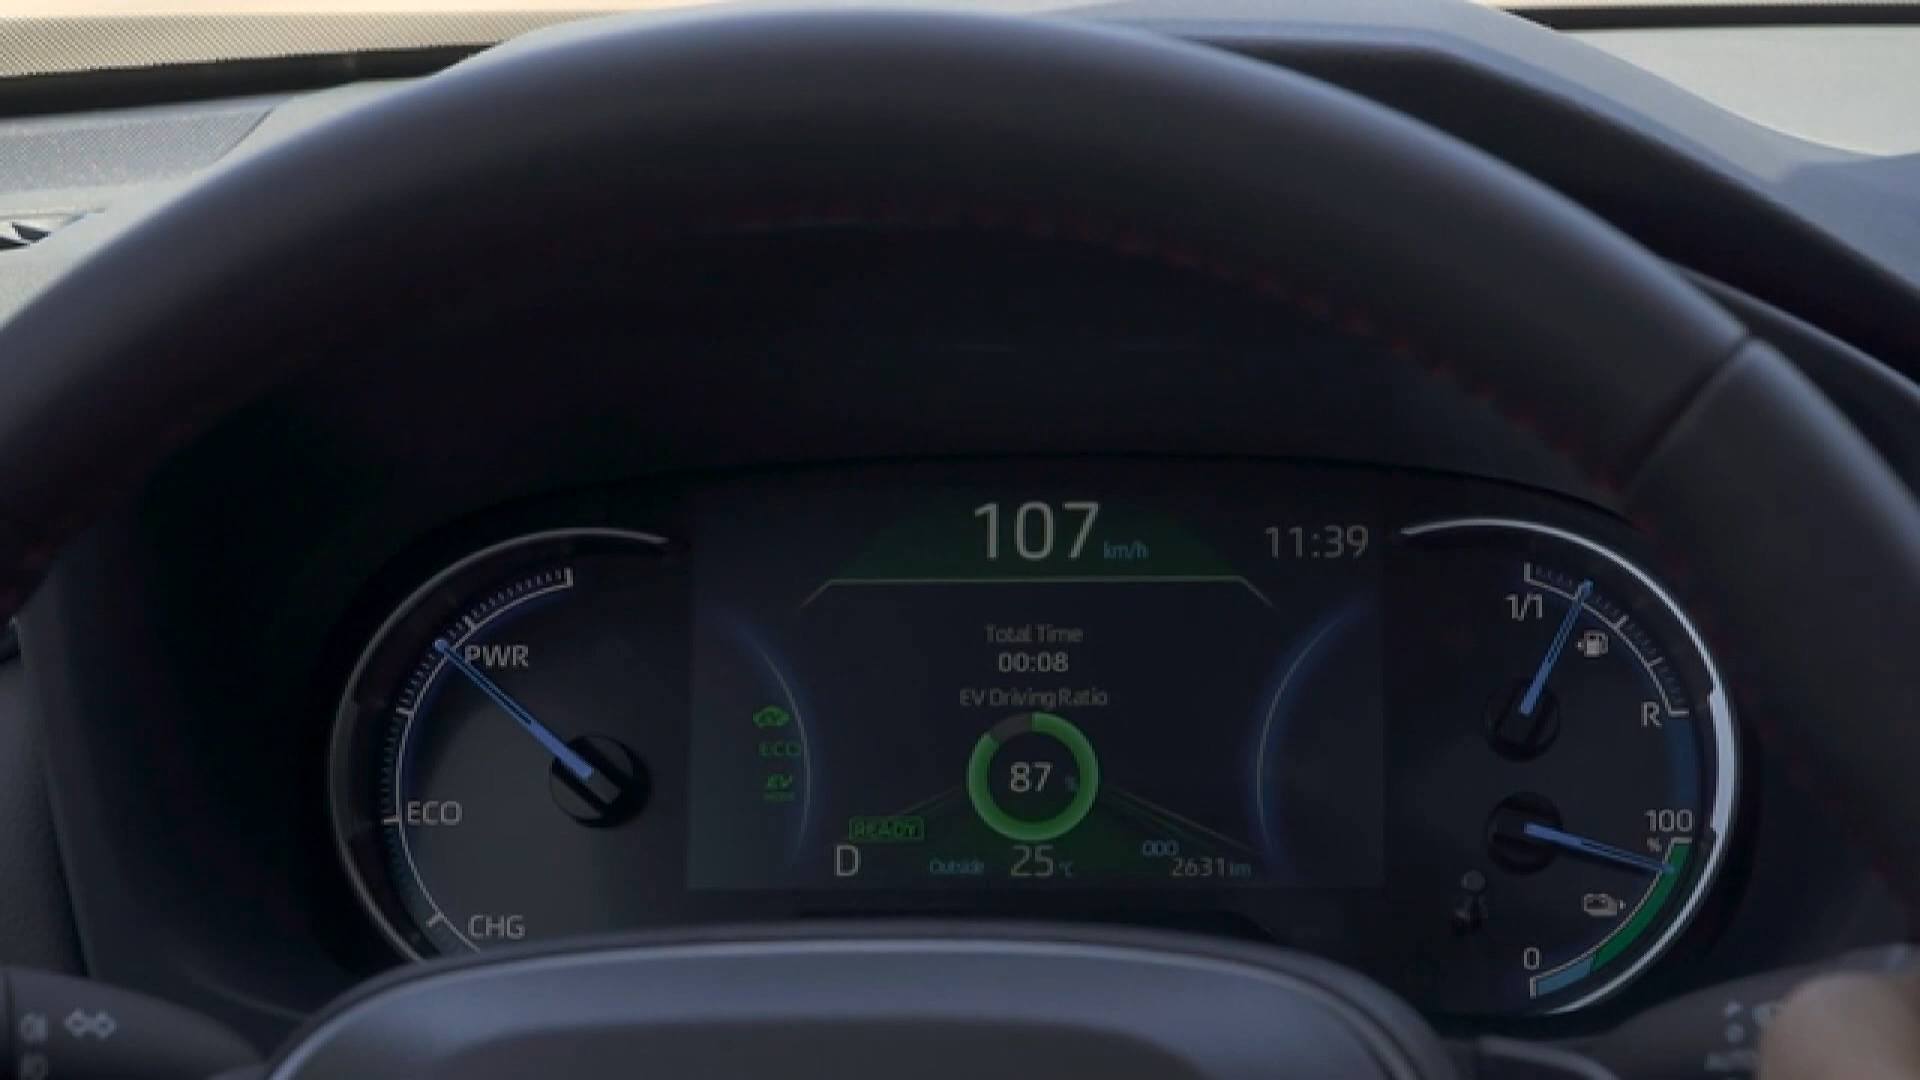 107 km/h
11:39
Total Time
00:08
EV Driving Ratio
87
PWR
ECO
CHG
ECO
EV
READY
D
Outside 25 °C
ODO
2631 km
1/1
R
100
%
0